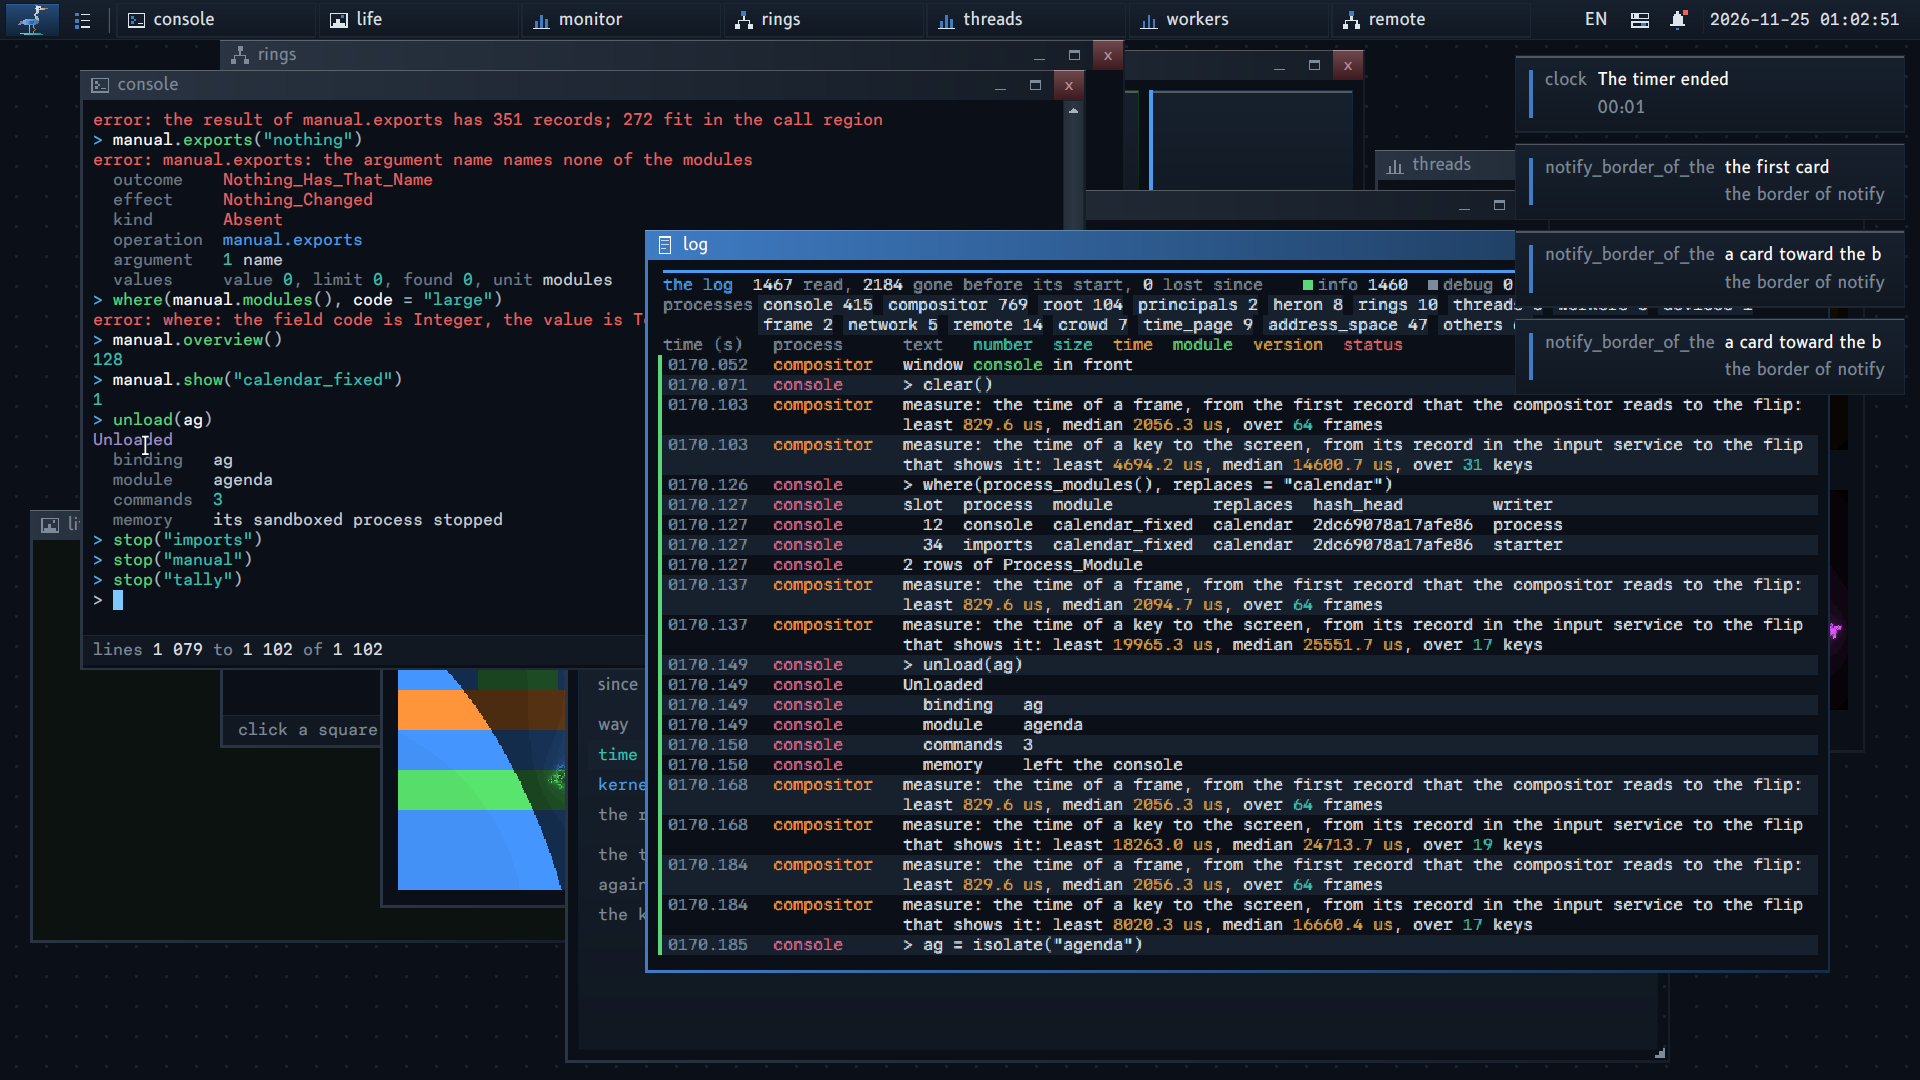 console
life
monitor
rings
threads
workers
remote
EN
2026-11-25 01:02:51
rings
console
error: the result of manual.exports has 351 records; 272 fit in the call region
> manual.exports("nothing")
error: manual.exports: the argument name names none of the modules
outcome Nothing_Has_That_Name
effect Nothing_Changed
kind Absent
operation manual.exports
argument 1 name
values value 0, limit 0, found 0, unit modules
> where(manual.modules(), code = "large")
error: where: the field code is Integer, the value is T
> manual.overview()
128
> manual.show("calendar_fixed")
1
> unload(ag)
Unloaded
binding ag
module agenda
commands 3
memory its sandboxed process stopped
> stop("imports")
> stop("manual")
> stop("tally")
>
lines 1 079 to 1 102 of 1 102
li
click a square
since
way
time
kerne
the
the t
again
the k
threads
clock The timer ended
00:01
notify_border_of_the the first card
the border of notify
notify_border_of_the a card toward the b
the border of notify
notify_border_of_the a card toward the b
the border of notify
log
the log 1467 read, 2184 gone before its start, 0 lost since info 1460 debug 0
processes console 415 compositor 769 root 104 principals 2 heron 8 rings 10 thread
frame 2 network 5 remote 14 crowd 7 time_page 9 address_space 47 others
time (s) process text number size time module version status
0170.052 compositor window console in front
0170.071 console > clear()
0170.103 compositor measure: the time of a frame, from the first record that the compositor reads to the flip:
least 829.6 us, median 2056.3 us, over 64 frames
0170.103 compositor measure: the time of a key to the screen, from its record in the input service to the flip
that shows it: least 4694.2 us, median 14600.7 us, over 31 keys
0170.126 console > where(process_modules(), replaces = "calendar")
0170.127 console slot process module replaces hash_head writer
0170.127 console 12 console calendar_fixed calendar 2dc69078a17afe86 process
0170.127 console 34 imports calendar_fixed calendar 2dc69078a17afe86 starter
0170.127 console 2 rows of Process_Module
0170.137 compositor measure: the time of a frame, from the first record that the compositor reads to the flip:
least 829.6 us, median 2094.7 us, over 64 frames
0170.137 compositor measure: the time of a key to the screen, from its record in the input service to the flip
that shows it: least 19965.3 us, median 25551.7 us, over 17 keys
0170.149 console > unload(ag)
0170.149 console Unloaded
0170.149 console binding ag
0170.149 console module agenda
0170.150 console commands 3
0170.150 console memory left the console
0170.168 compositor measure: the time of a frame, from the first record that the compositor reads to the flip:
least 829.6 us, median 2056.3 us, over 64 frames
0170.168 compositor measure: the time of a key to the screen, from its record in the input service to the flip
that shows it: least 18263.0 us, median 24713.7 us, over 19 keys
0170.184 compositor measure: the time of a frame, from the first record that the compositor reads to the flip:
least 829.6 us, median 2056.3 us, over 64 frames
0170.184 compositor measure: the time of a key to the screen, from its record in the input service to the flip
that shows it: least 8020.3 us, median 16660.4 us, over 17 keys
0170.185 console > ag = isolate("agenda")